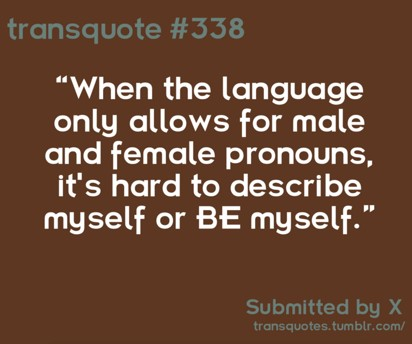 transquote #338
“When the language
only allows for male
and female pronouns,
it's hard to describe
myself or BE myself.”
Submitted by X
transquotes.tumblr.com/